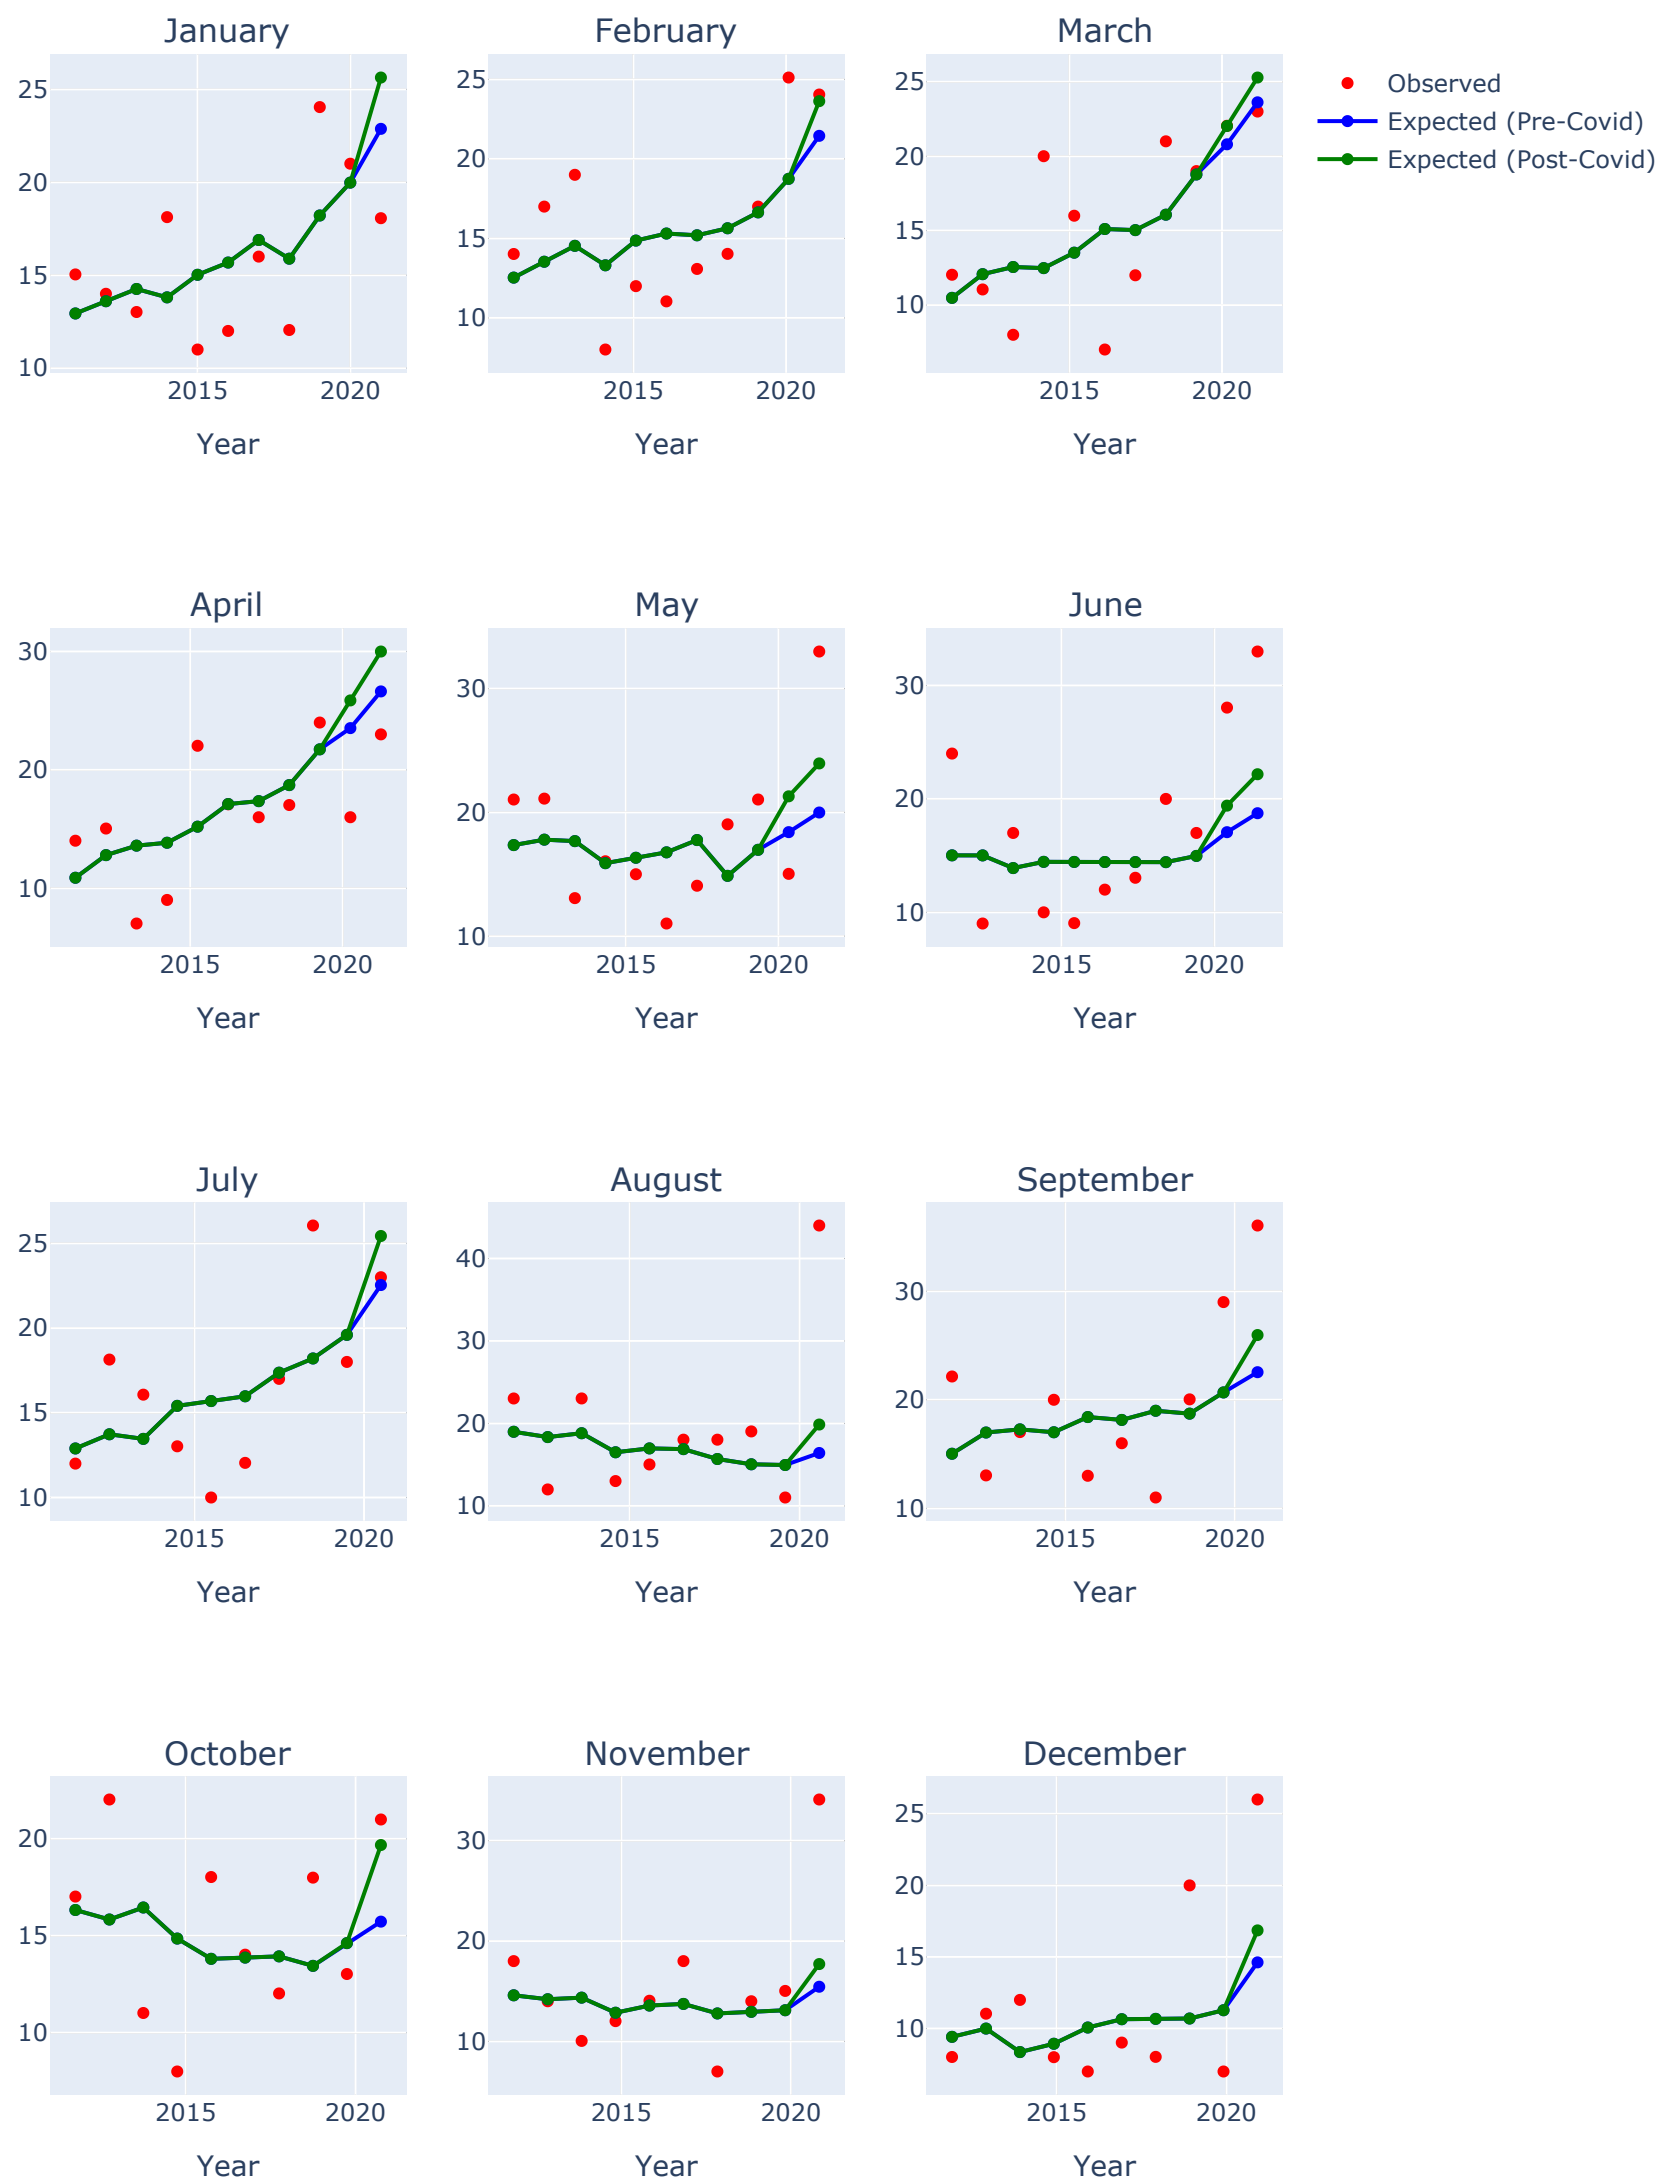 January February March
25
20
15
10
2015 2020
Year
25
20
15
10
2015 2020
Year
25
20
15
10
2015 2020
Year
Observed
Expected (Pre-Covid)
Expected (Post-Covid)
April May June
30
20
10
2015 2020
Year
30
20
10
2015 2020
Year
30
20
10
2015 2020
Year
July August September
25
20
15
10
2015 2020
Year
40
30
20
10
2015 2020
Year
30
20
10
2015 2020
Year
October November December
20
15
10
2015 2020
Year
30
20
10
2015 2020
Year
25
20
15
10
2015 2020
Year